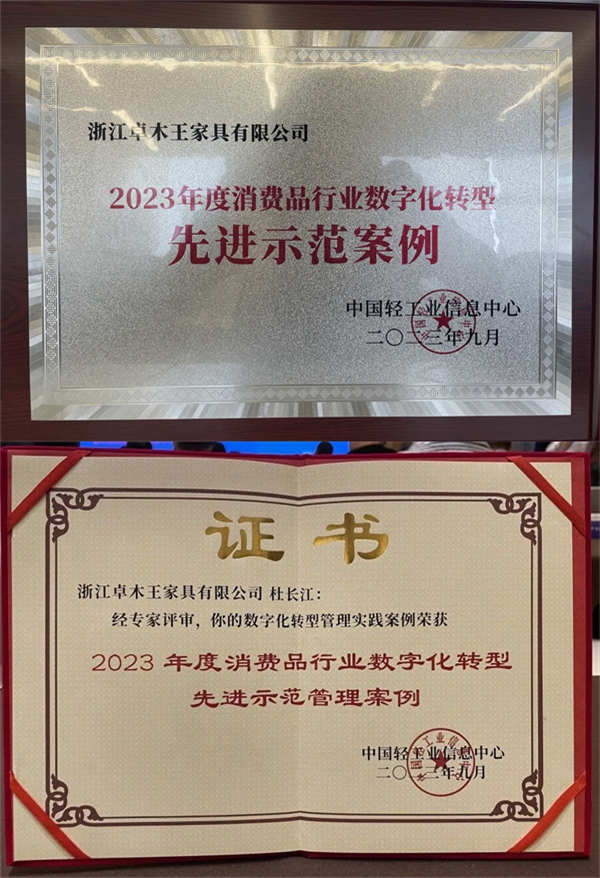 浙江卓木王家具有限公司
2023年度消费品行业数字化转型
先进示范案例
中国轻工业信息中心
二〇二三年九月
证书
浙江卓木王家具有限公司 杜长江：
经专家评审，你的数字化转型管理实践案例荣获
2023 年度消费品行业数字化转型
先进示范管理案例
中国轻工业信息中心
二〇二三年九月